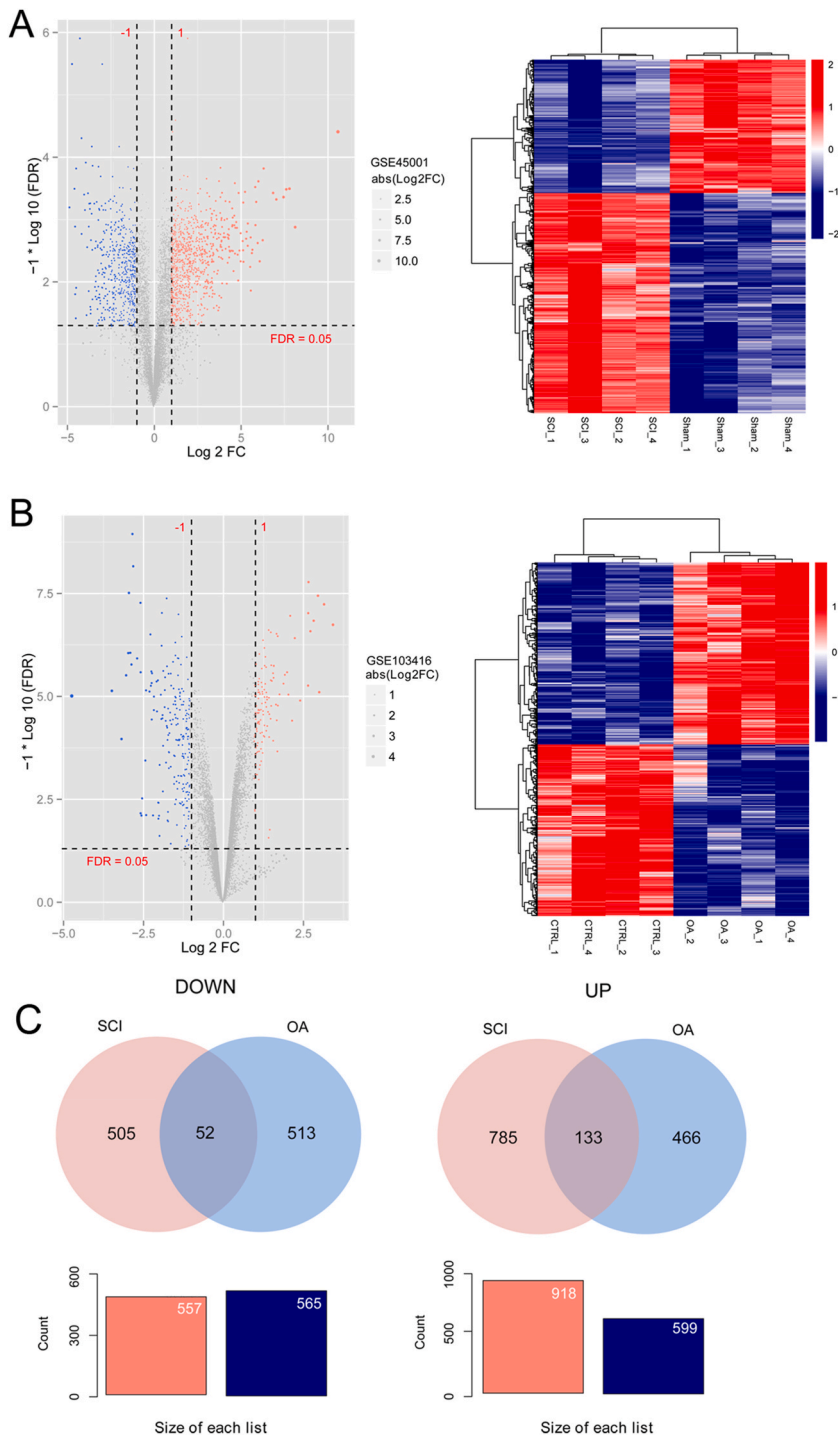 A
6
4
2
0
-1
1
−1 * Log 10 (FDR)
FDR = 0.05
−5
0
5
10
Log 2 FC
GSE45001
abs(Log2FC)
2.5
5.0
7.5
10.0
2
1
0
−1
−2
SCI_1
SCI_3
SCI_2
SCI_4
Sham_1
Sham_3
Sham_2
Sham_4
B
7.5
5.0
2.5
0.0
-1
1
−1 * Log 10 (FDR)
FDR = 0.05
−5.0
−2.5
0.0
2.5
Log 2 FC
GSE103416
abs(Log2FC)
1
2
3
4
1
0
−
CTRL_1
CTRL_4
CTRL_2
CTRL_3
OA_2
OA_3
OA_1
OA_4
C
DOWN
SCI
OA
505
52
513
600
300
0
Count
557
565
Size of each list
UP
SCI
OA
785
133
466
1000
500
0
Count
918
599
Size of each list